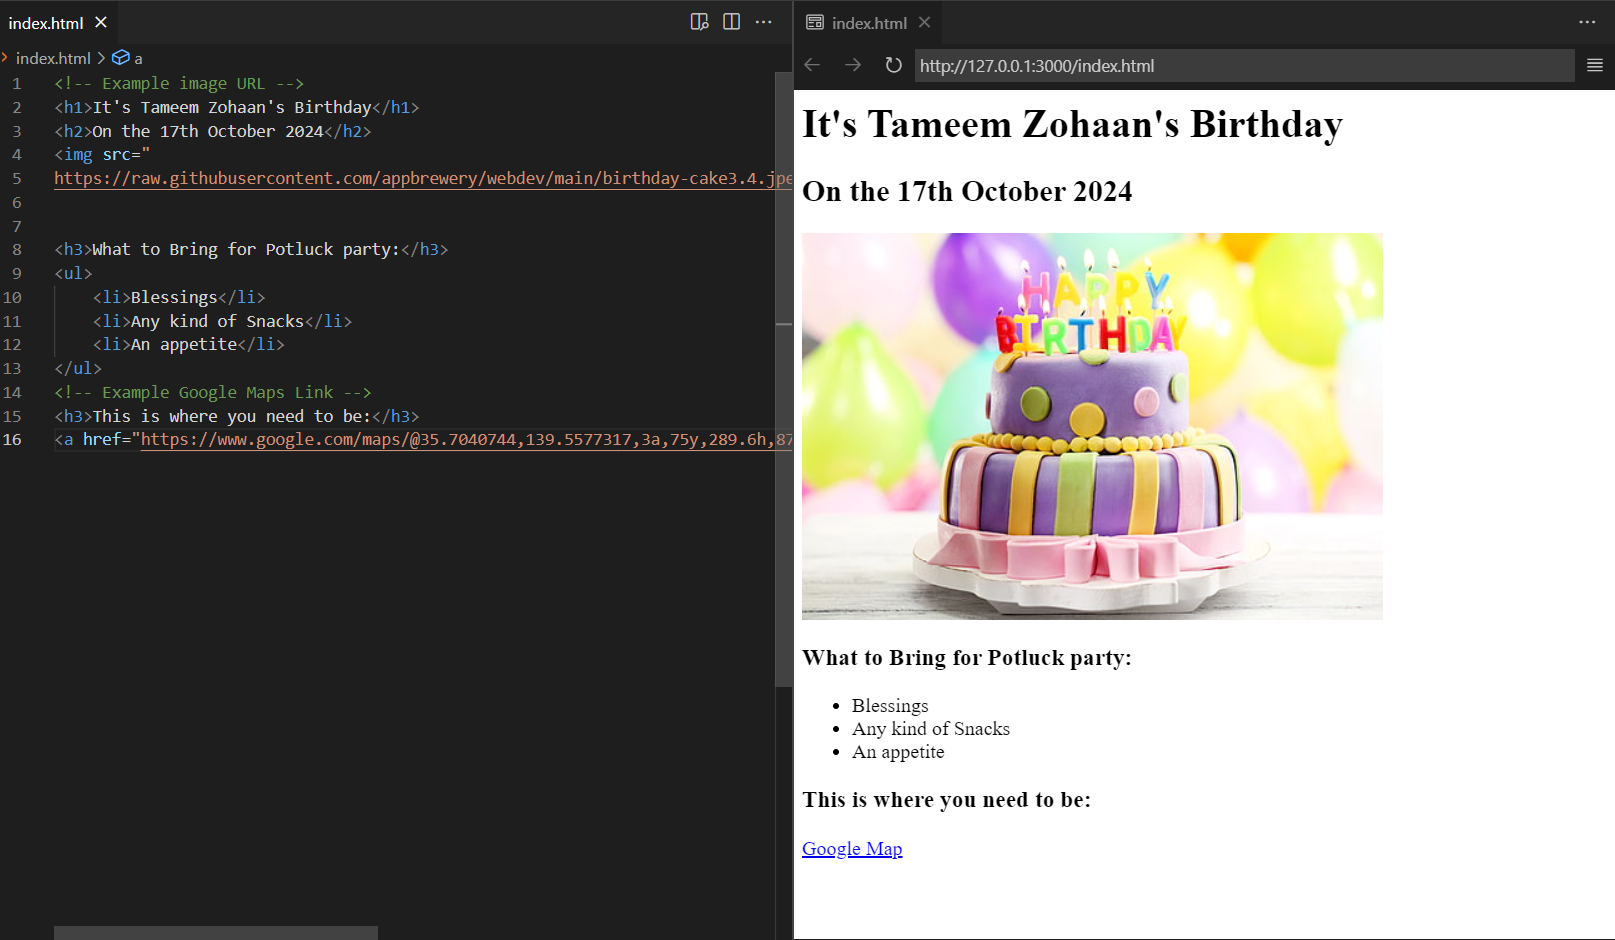 index.html
index.html
index.html > a
http://127.0.0.1:3000/index.html
1 <!-- Example image URL -->
2 <h1>It's Tameem Zohaan's Birthday</h1>
3 <h2>On the 17th October 2024</h2>
4 <img src="
5 https://raw.githubusercontent.com/appbrewery/webdev/main/birthday-cake3.4.jpe
6
7
8 <h3>What to Bring for Potluck party:</h3>
9 <ul>
10 <li>Blessings</li>
11 <li>Any kind of Snacks</li>
12 <li>An appetite</li>
13 </ul>
14 <!-- Example Google Maps Link -->
15 <h3>This is where you need to be:</h3>
16 <a href="https://www.google.com/maps/@35.7040744,139.5577317,3a,75y,289.6h,87
It's Tameem Zohaan's Birthday
On the 17th October 2024
HAPPY
BIRTHDAY
What to Bring for Potluck party:
• Blessings
• Any kind of Snacks
• An appetite
This is where you need to be:
Google Map